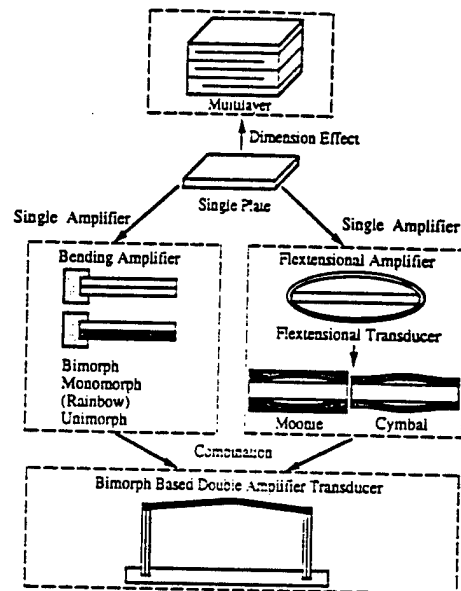 Multilayer
Dimension Effect
Single Plate
Single Amplifier
Single Amplifier
Bending Amplifier
Bimorph
Monomorph
(Rainbow)
Unimorph
Flextensional Amplifier
Flextensional Transducer
Moonie
Cymbal
Combination
Bimorph Based Double Amplifier Transducer